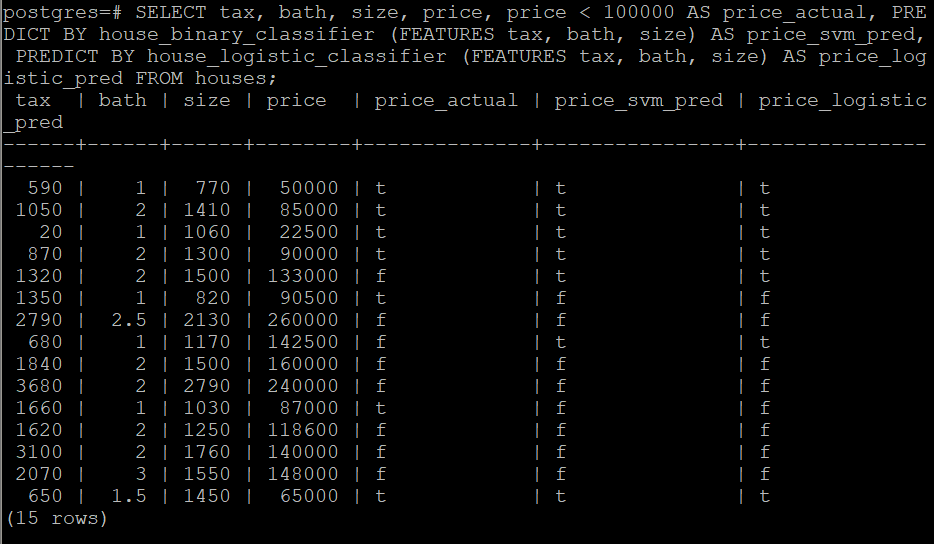 postgres=# SELECT tax, bath, size, price, price < 100000 AS price_actual, PRE
DICT BY house_binary_classifier (FEATURES tax, bath, size) AS price_svm_pred,
 PREDICT BY house_logistic_classifier (FEATURES tax, bath, size) AS price_log
istic_pred FROM houses;
 tax  | bath | size | price  | price_actual | price_svm_pred | price_logistic
_pred
------+------+------+--------+--------------+----------------+---------------
------
  590 |    1 |  770 |  50000 | t            | t              | t
 1050 |    2 | 1410 |  85000 | t            | t              | t
   20 |    1 | 1060 |  22500 | t            | t              | t
  870 |    2 | 1300 |  90000 | t            | t              | t
 1320 |    2 | 1500 | 133000 | f            | t              | t
 1350 |    1 |  820 |  90500 | t            | f              | f
 2790 |  2.5 | 2130 | 260000 | f            | f              | f
  680 |    1 | 1170 | 142500 | f            | t              | t
 1840 |    2 | 1500 | 160000 | f            | f              | f
 3680 |    2 | 2790 | 240000 | f            | f              | f
 1660 |    1 | 1030 |  87000 | t            | f              | f
 1620 |    2 | 1250 | 118600 | f            | f              | f
 3100 |    2 | 1760 | 140000 | f            | f              | f
 2070 |    3 | 1550 | 148000 | f            | f              | f
  650 |  1.5 | 1450 |  65000 | t            | t              | t
(15 rows)